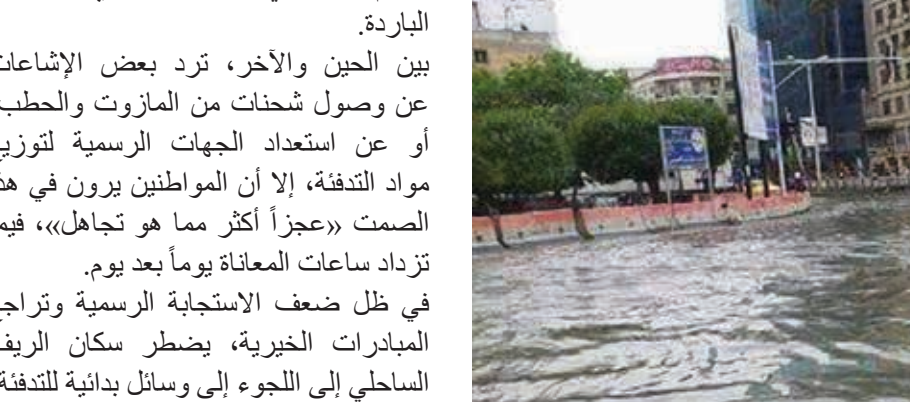 الباردة.
بين الحين والآخر، ترد بعض الإشاعات
عن وصول شحنات من المازوت والحطب
أو عن استعداد الجهات الرسمية لتوزيع
مواد التدفئة، إلا أن المواطنين يرون في
الصمت «عجزاً أكثر مما هو تجاهل»،
تزداد ساعات المعاناة يوماً بعد يوم.
في ظل ضعف الاستجابة الرسمية وتراجع
المبادرات الخيرية، يضطر سكان الريف
الساحلي إلى اللجوء إلى وسائل بدائية للتدفئة